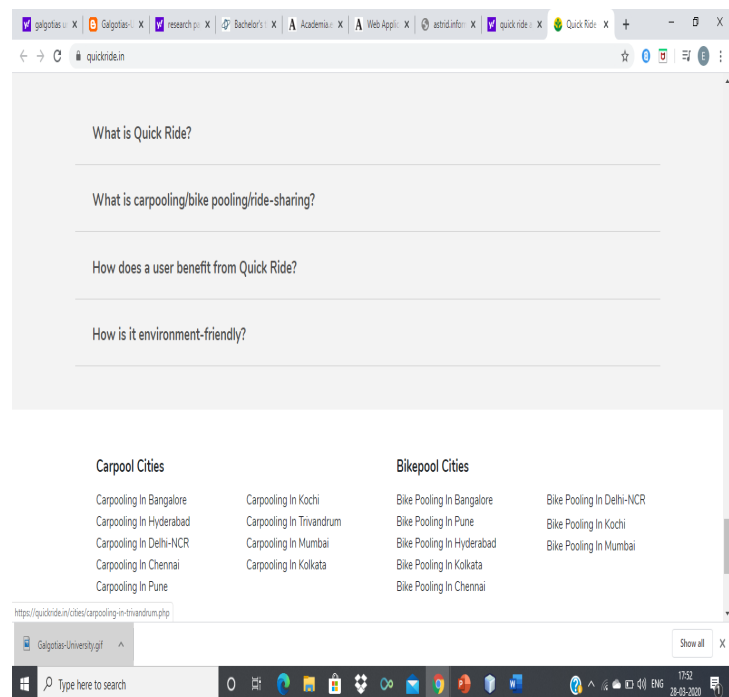 galgotias u
Galgotias-U
research pa
Bachelor's t
Academia.e
Web Applic
astrid.infor
quick ride a
Quick Ride
quickride.in
E
What is Quick Ride?
What is carpooling/bike pooling/ride-sharing?
How does a user benefit from Quick Ride?
How is it environment-friendly?
Carpool Cities
Carpooling In Bangalore
Carpooling In Hyderabad
Carpooling In Delhi-NCR
Carpooling In Chennai
Carpooling In Pune
Carpooling In Kochi
Carpooling In Trivandrum
Carpooling In Mumbai
Carpooling In Kolkata
Bikepool Cities
Bike Pooling In Bangalore
Bike Pooling In Pune
Bike Pooling In Hyderabad
Bike Pooling In Kolkata
Bike Pooling In Chennai
Bike Pooling In Delhi-NCR
Bike Pooling In Kochi
Bike Pooling In Mumbai
https://quickride.in/cities/carpooling-in-trivandrum.php
Galgotias-University.gif
Show all
Type here to search
ENG
17:52
28-03-2020